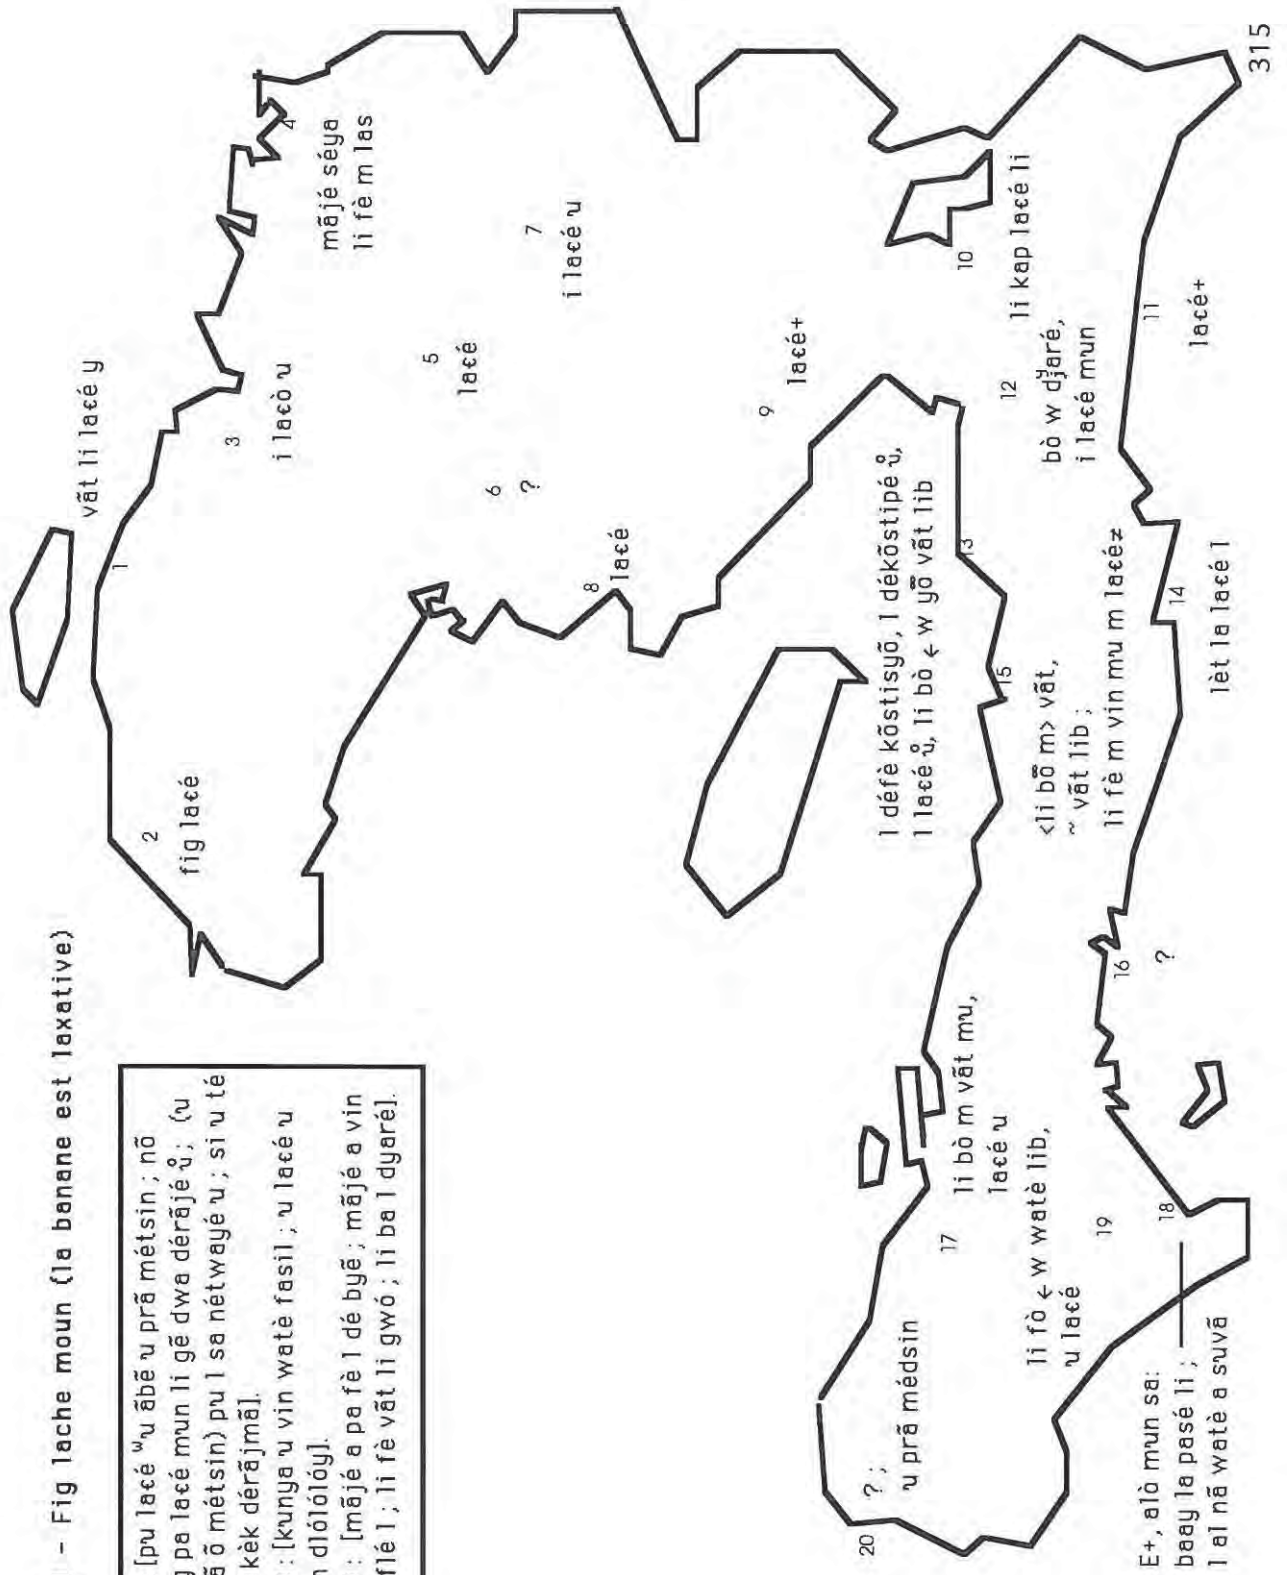 - Fig lache moun (la banane est laxative)
[pu laɛé ʷu ãbẽ u prã métsin ; nõ
pa laɛé mun li gẽ dwa dérãjé ů ; (u
ã õ métsin) pu l sa nétwayé u ; si u té
kèk dérãjmã].
: [kunya u vin watè fasil ; u laɛé u
dlólólóy].
: [mãjé a pa fè l dé byẽ ; mãjé a vin
flé l ; li fè vãt li gwó ; li ba l dyaré].
vãt li laɛé y
1
2
fig laɛé
3
i laɛò u
4
mãjé séya
li fè m las
5
laɛé
6
?
7
i laɛé u
8
laɛé
9
laɛé+
10
li kap laɛé li
11
laɛé+
12
bò w dʸjaré,
i laɛé mun
13
l défè kõstisyõ, l dékõstipé ů,
l laɛé ů, li bò ← w yõ vãt lib
14
lèt la laɛé l
15
<li bõ m> vãt,
~ vãt lib ;
li fè m vin mu m laɛé≠
16
?
17
li bò m vãt mu,
laɛé u
18
E+, alò mun sa:
baay la pasé li ;
l al nã watè a suvã
19
li fò ← w watè lib,
u laɛé
20
? ;
u prã médsin
315